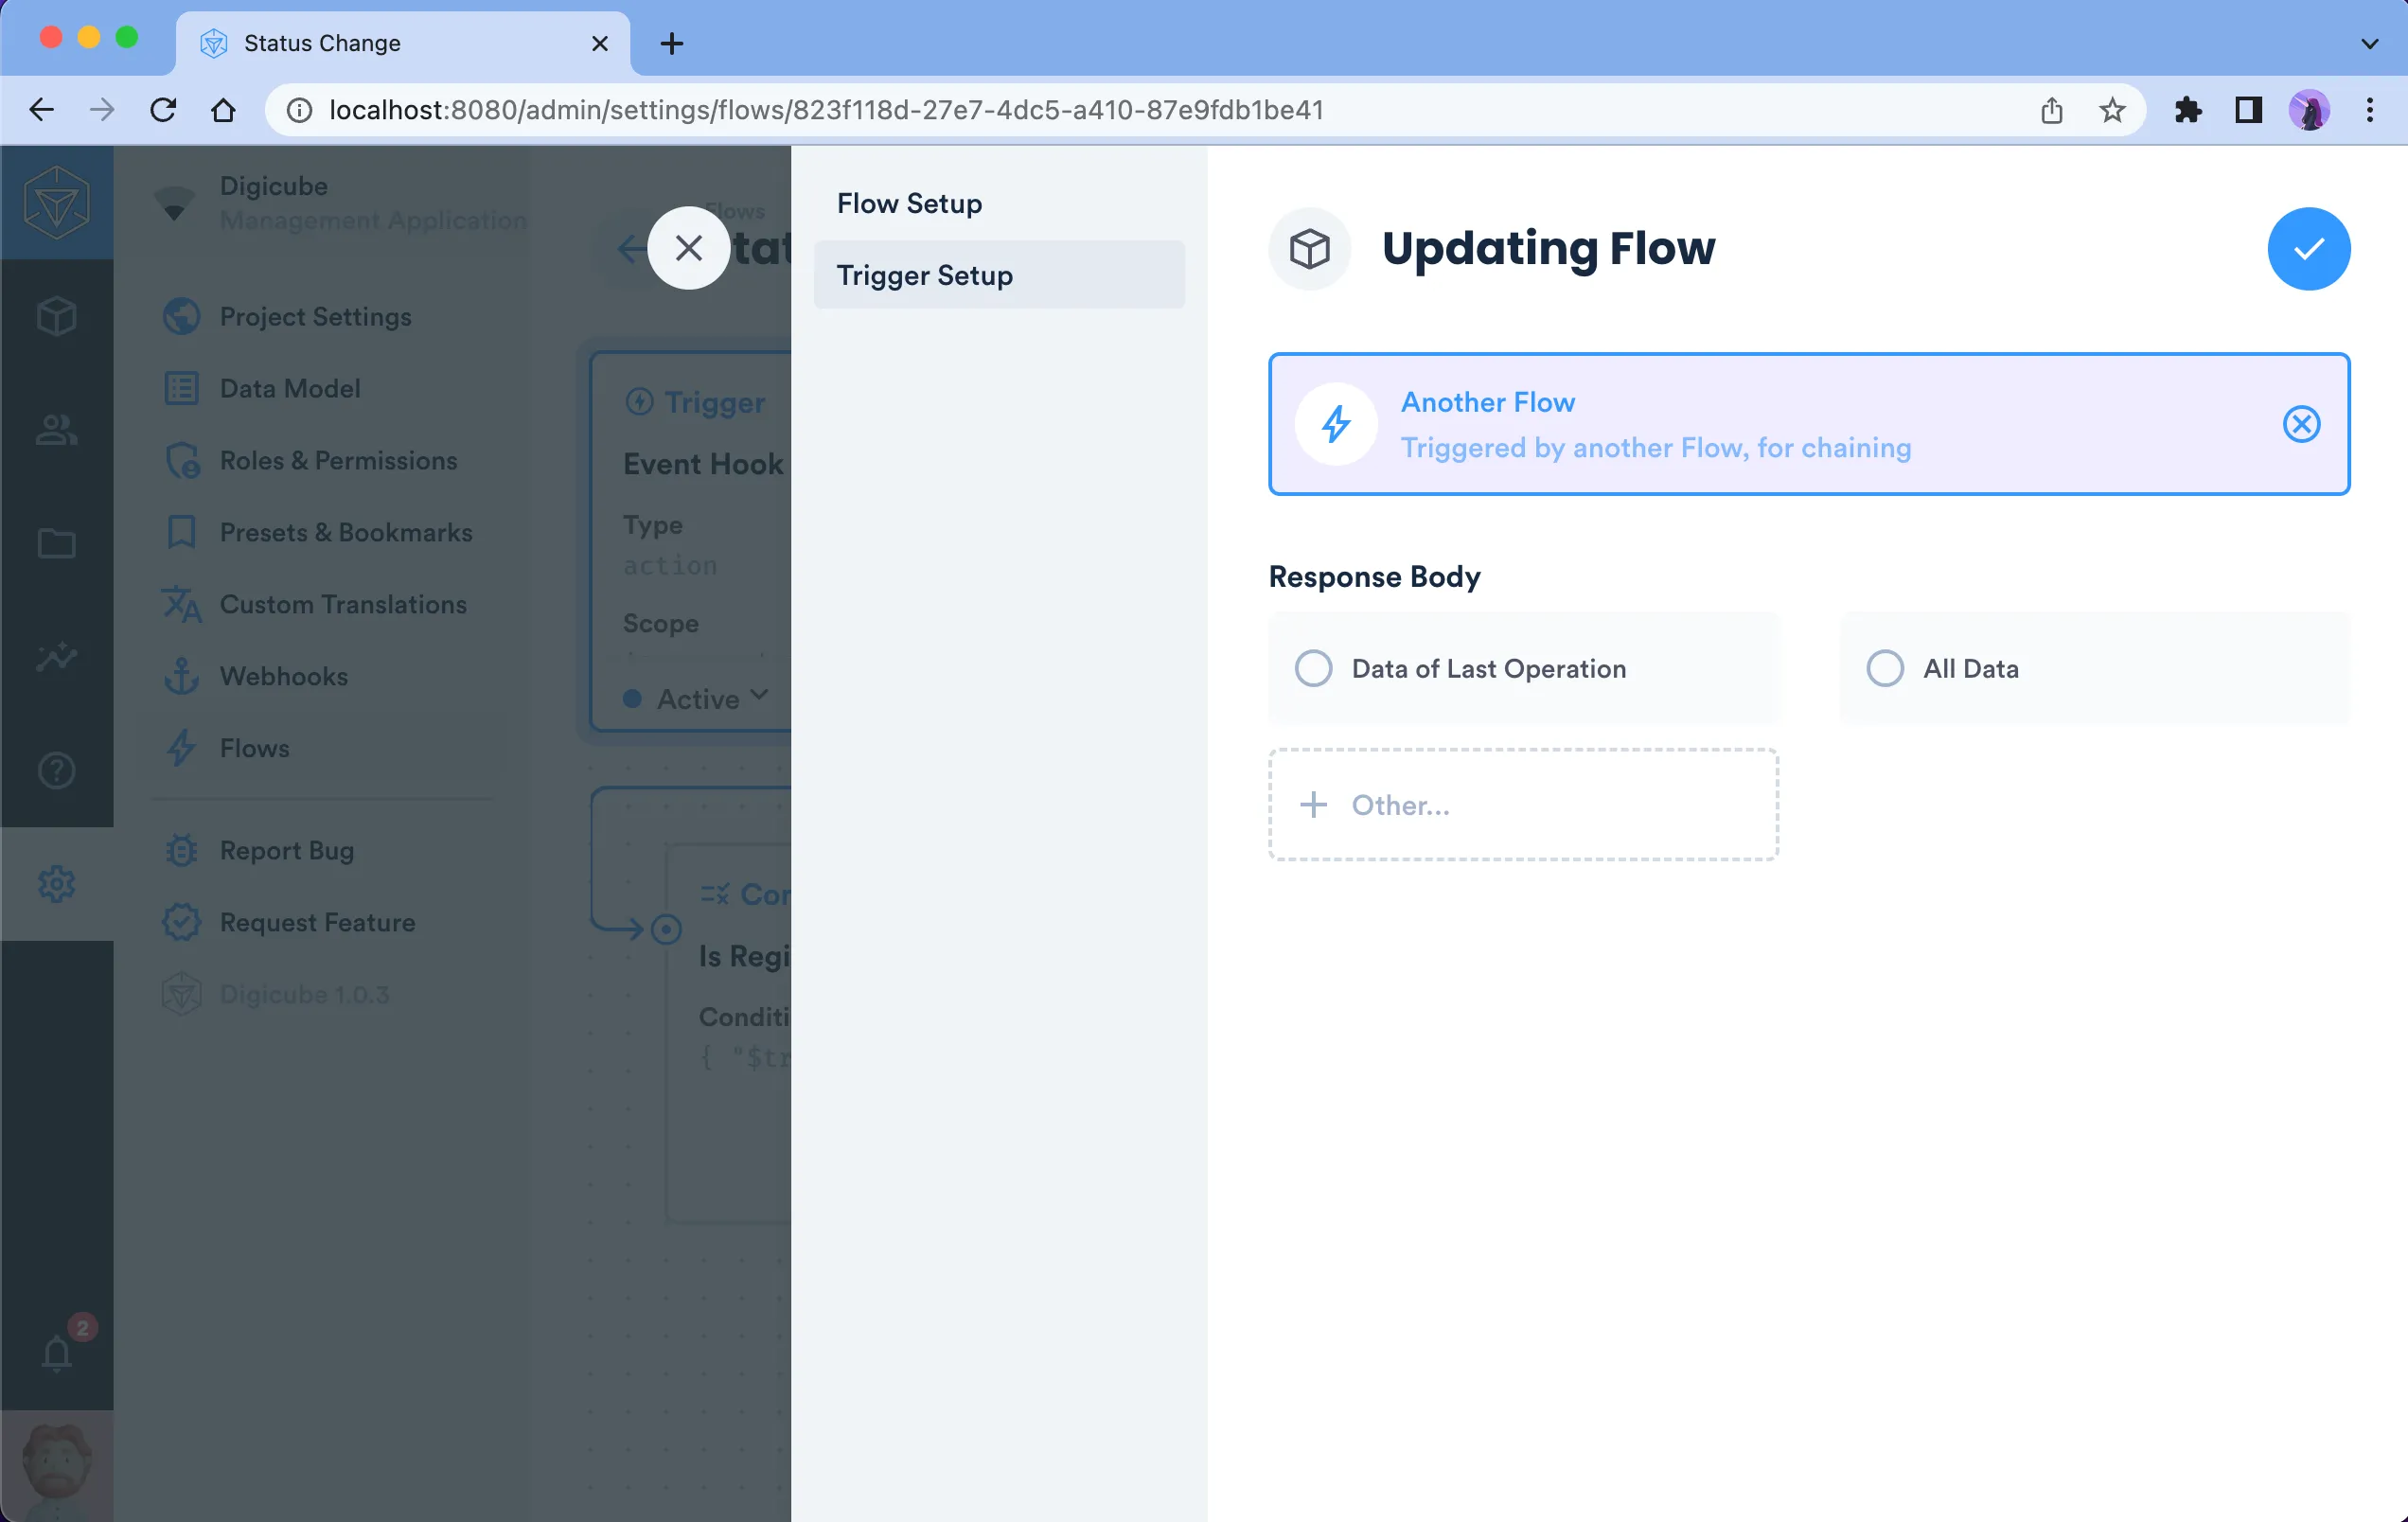 Status Change
localhost:8080/admin/settings/flows/823f118d-27e7-4dc5-a410-87e9fdb1be41
Digicube
Management Application
Project Settings
Data Model
Roles & Permissions
Presets & Bookmarks
Custom Translations
Webhooks
Flows
Report Bug
Request Feature
Digicube 1.0.3
2
Flows
tat
Trigger
Event Hook
Type
action
Scope
Active
Con
Is Regi
Conditi
{ "$tr
Flow Setup
Trigger Setup
Updating Flow
Another Flow
Triggered by another Flow, for chaining
Response Body
Data of Last Operation
All Data
Other...